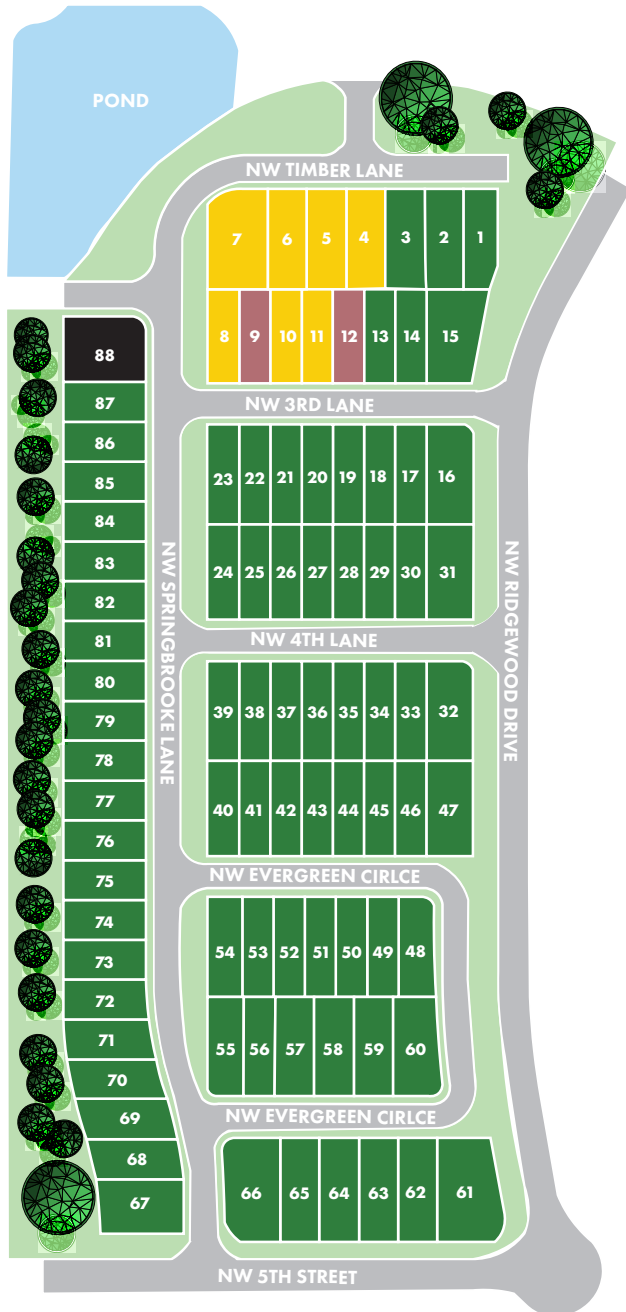 POND
NW TIMBER LANE
7 6 5 4 3 2 1
8 9 10 11 12 13 14 15
88
NW 3RD LANE
87
86
85
84
83
82
81
80
79
78
77
76
75
74
73
72
71
70
69
68
67
NW SPRINGBROOKE LANE
23 22 21 20 19 18 17 16
24 25 26 27 28 29 30 31
NW RIDGEWOOD DRIVE
NW 4TH LANE
39 38 37 36 35 34 33 32
40 41 42 43 44 45 46 47
NW EVERGREEN CIRLCE
54 53 52 51 50 49 48
55 56 57 58 59 60
NW EVERGREEN CIRLCE
66 65 64 63 62 61
NW 5TH STREET